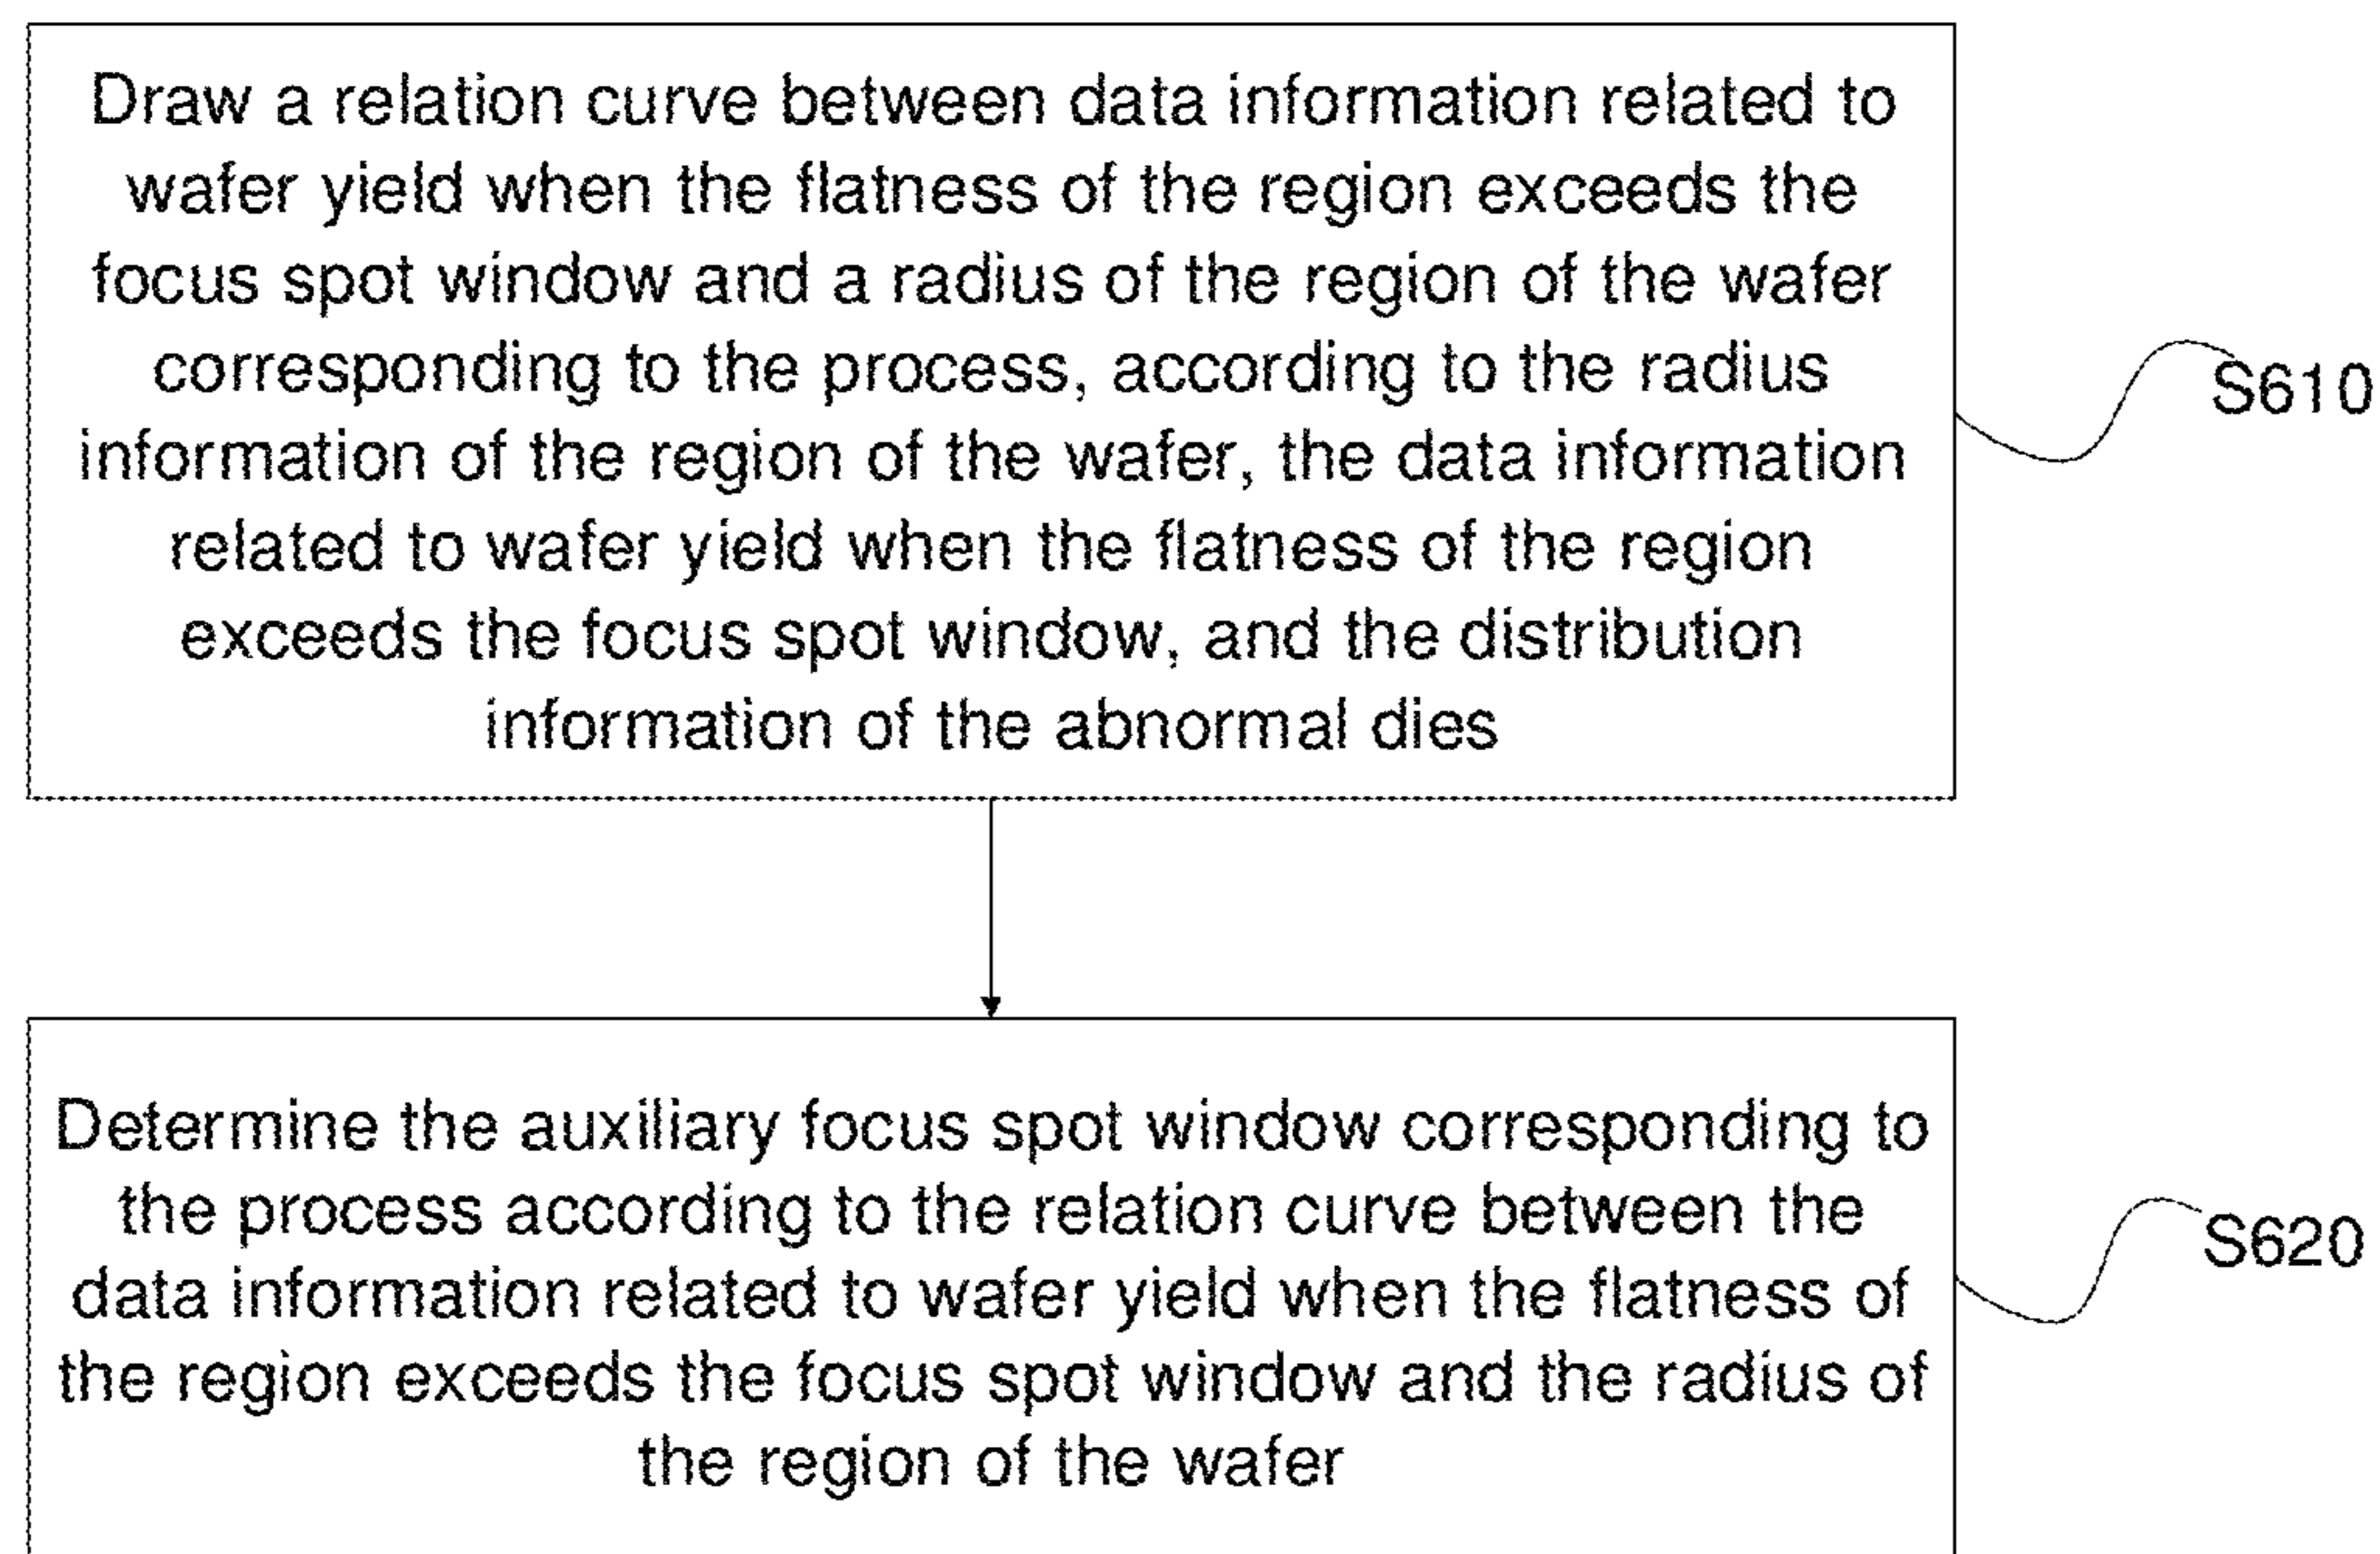 Draw a relation curve between data information related to
wafer yield when the flatness of the region exceeds the
focus spot window and a radius of the region of the wafer
corresponding to the process, according to the radius
information of the region of the wafer, the data information
related to wafer yield when the flatness of the region
exceeds the focus spot window, and the distribution
information of the abnormal dies
S610
Determine the auxiliary focus spot window corresponding to
the process according to the relation curve between the
data information related to wafer yield when the flatness of
the region exceeds the focus spot window and the radius of
the region of the wafer
S620